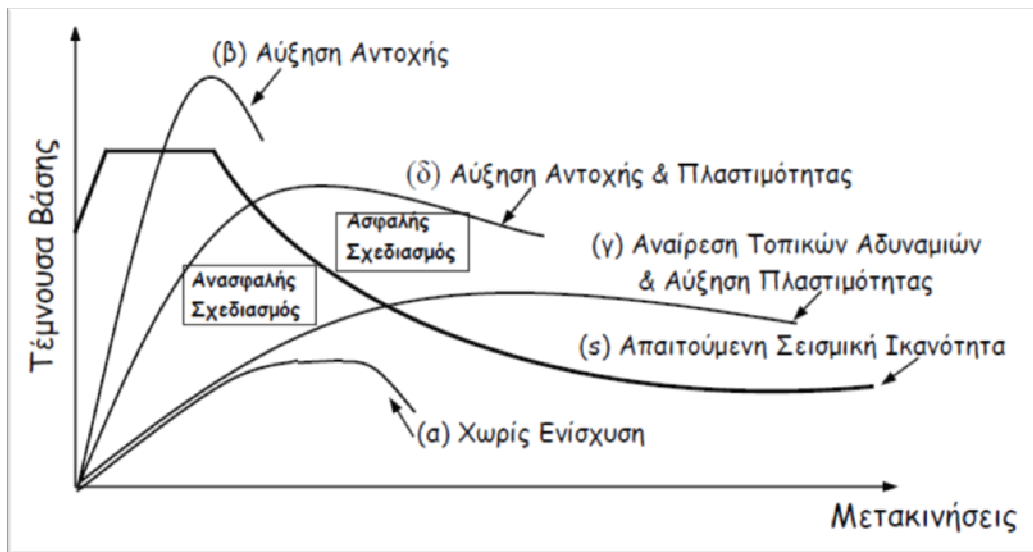 (β) Αύξηση Αντοχής
(δ) Αύξηση Αντοχής & Πλαστιμότητας
Ασφαλής
Σχεδιασμός
(γ) Αναίρεση Τοπικών Αδυναμιών
& Αύξηση Πλαστιμότητας
Ανασφαλής
Σχεδιασμός
(s) Απαιτούμενη Σεισμική Ικανότητα
(α) Χωρίς Ενίσχυση
Τέμνουσα Βάσης
Μετακινήσεις